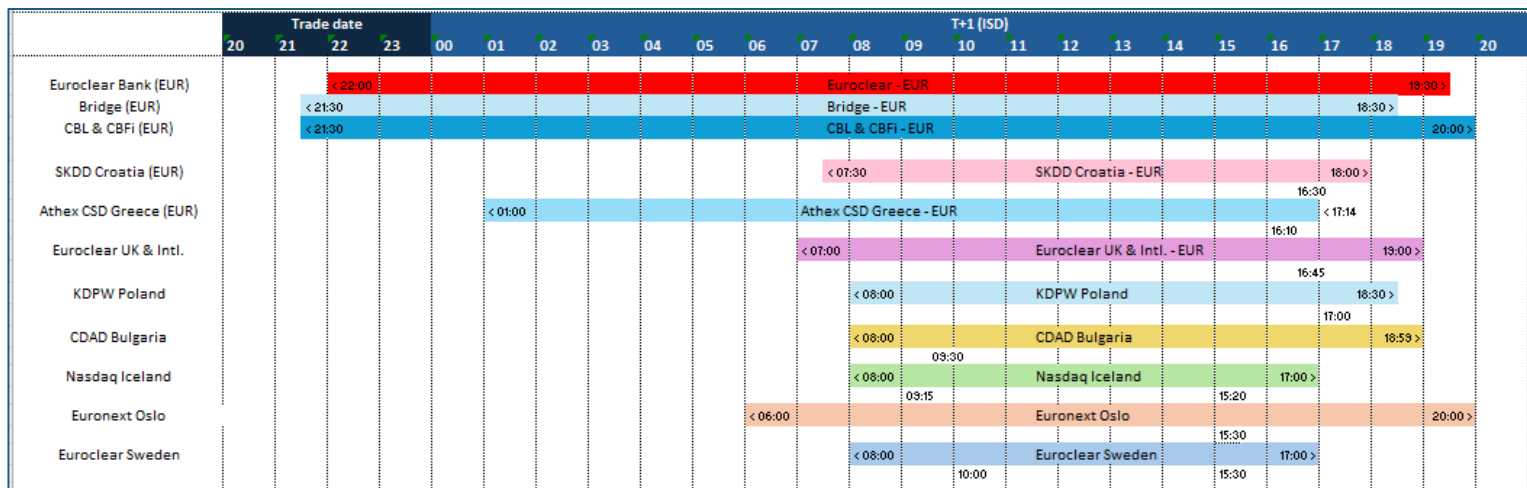 Trade date T+1 (ISD)
20 21 22 23 00 01 02 03 04 05 06 07 08 09 10 11 12 13 14 15 16 17 18 19 20
Euroclear Bank (EUR) < 22:00 Euroclear - EUR 19:30 >
Bridge (EUR) < 21:30 Bridge - EUR 18:30 >
CBL & CBFi (EUR) < 21:30 CBL & CBFi - EUR 20:00 >
SKDD Croatia (EUR) < 07:30 SKDD Croatia - EUR 18:00 >
16:30
Athex CSD Greece (EUR) < 01:00 Athex CSD Greece - EUR < 17:14
16:10
Euroclear UK & Intl. < 07:00 Euroclear UK & Intl. - EUR 19:00 >
16:45
KDPW Poland < 08:00 KDPW Poland 18:30 >
17:00
CDAD Bulgaria < 08:00 CDAD Bulgaria 18:59 >
09:30
Nasdaq Iceland < 08:00 Nasdaq Iceland 17:00 >
09:15 15:20
Euronext Oslo < 06:00 Euronext Oslo 20:00 >
15:30
Euroclear Sweden < 08:00 Euroclear Sweden 17:00 >
10:00 15:30